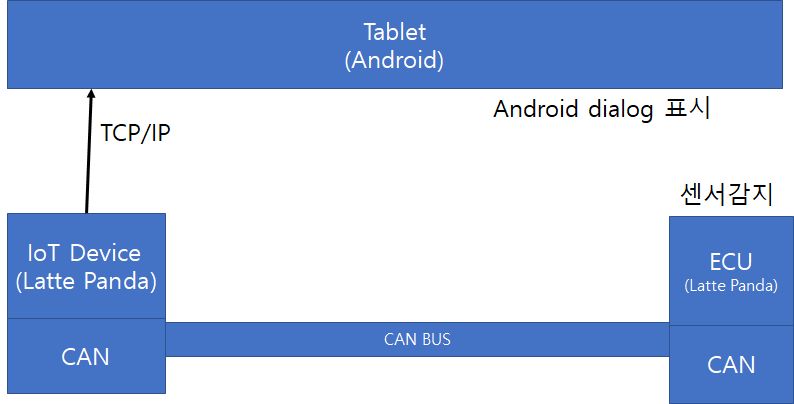 Tablet
(Android)
Android dialog 표시
TCP/IP
센서감지
IoT Device
(Latte Panda)
ECU
(Latte Panda)
CAN BUS
CAN
CAN